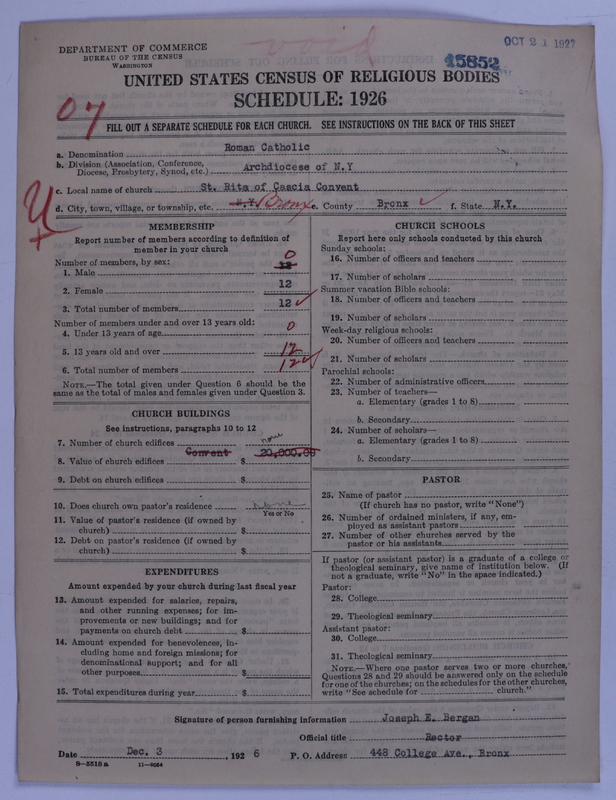 void
OCT 21 1927
DEPARTMENT OF COMMERCE
BUREAU OF THE CENSUS
WASHINGTON
15852
UNITED STATES CENSUS OF RELIGIOUS BODIES
SCHEDULE: 1926
07
FILL OUT A SEPARATE SCHEDULE FOR EACH CHURCH. SEE INSTRUCTIONS ON THE BACK OF THIS SHEET
a. Denomination Roman Catholic
b. Division (Association, Conference, Diocese, Presbytery, Synod, etc.) Archdiocese of N.Y
c. Local name of church St. Rita of Cascia Convent
d. City, town, village, or township, etc. N.Y. Bronx e. County Bronx f. State N.Y.
MEMBERSHIP
Report number of members according to definition of
member in your church
Number of members, by sex:
1. Male 12 0
2. Female 12
3. Total number of members 12
Number of members under and over 13 years old:
4. Under 13 years of age 0
5. 13 years old and over 12
6. Total number of members 12
NOTE.—The total given under Question 6 should be the
same as the total of males and females given under Question 3.
CHURCH BUILDINGS
See instructions, paragraphs 10 to 12
7. Number of church edifices none
Convent 20,000.00
8. Value of church edifices $
9. Debt on church edifices $
10. Does church own pastor's residence none
Yes or No
11. Value of pastor's residence (if owned by
church) $
12. Debt on pastor's residence (if owned by
church) $
EXPENDITURES
Amount expended by your church during last fiscal year
13. Amount expended for salaries, repairs,
and other running expenses; for im-
provements or new buildings; and for
payments on church debt $
14. Amount expended for benevolences, in-
cluding home and foreign missions; for
denominational support; and for all
other purposes $
15. Total expenditures during year $
CHURCH SCHOOLS
Report here only schools conducted by this church
Sunday schools:
16. Number of officers and teachers
17. Number of scholars
Summer vacation Bible schools:
18. Number of officers and teachers
19. Number of scholars
Week-day religious schools:
20. Number of officers and teachers
21. Number of scholars
Parochial schools:
22. Number of administrative officers
23. Number of teachers—
a. Elementary (grades 1 to 8)
b. Secondary
24. Number of scholars—
a. Elementary (grades 1 to 8)
b. Secondary
PASTOR
25. Name of pastor
(If church has no pastor, write "None")
26. Number of ordained ministers, if any, em-
ployed as assistant pastors
27. Number of other churches served by the
pastor or his assistants
If pastor (or assistant pastor) is a graduate of a college or
theological seminary, give name of institution below. (If
not a graduate, write "No" in the space indicated.)
Pastor:
28. College
29. Theological seminary
Assistant pastor:
30. College
31. Theological seminary
NOTE.—Where one pastor serves two or more churches,
Questions 28 and 29 should be answered only on the schedule
for one of the churches; on the schedules for the other churches,
write "See schedule for church."
Signature of person furnishing information Joseph E. Bergan
Official title Rector
Date Dec. 3, 1926 P. O. Address 448 College Ave., Bronx
8—5518 a 11—9054